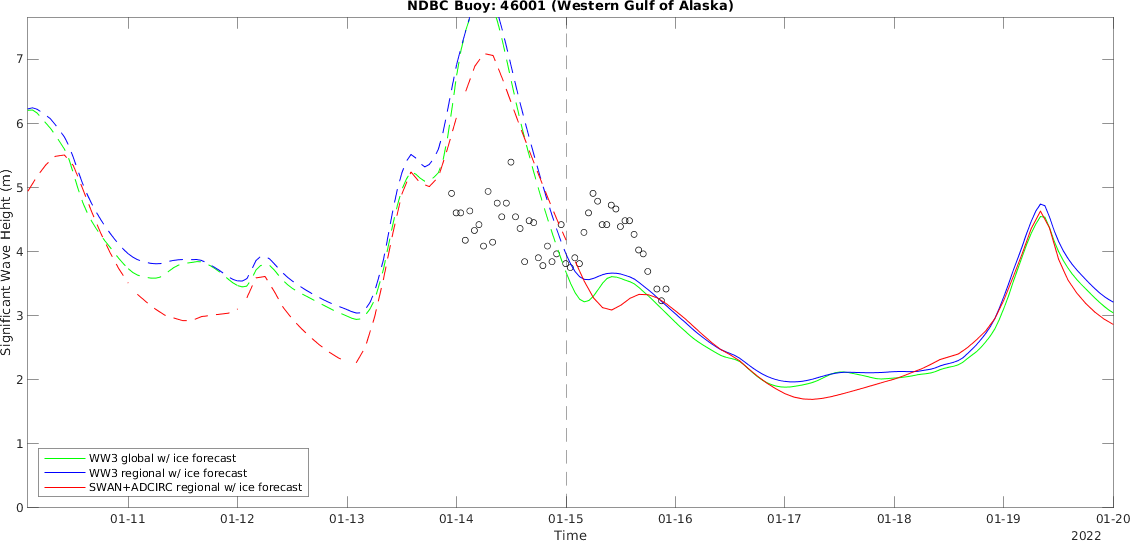 NDBC Buoy: 46001 (Western Gulf of Alaska)
Significant Wave Height (m)
7
6
5
4
3
2
1
0
WW3 global w/ ice forecast
WW3 regional w/ ice forecast
SWAN+ADCIRC regional w/ ice forecast
01-11 01-12 01-13 01-14 01-15 01-16 01-17 01-18 01-19 01-20
Time
2022